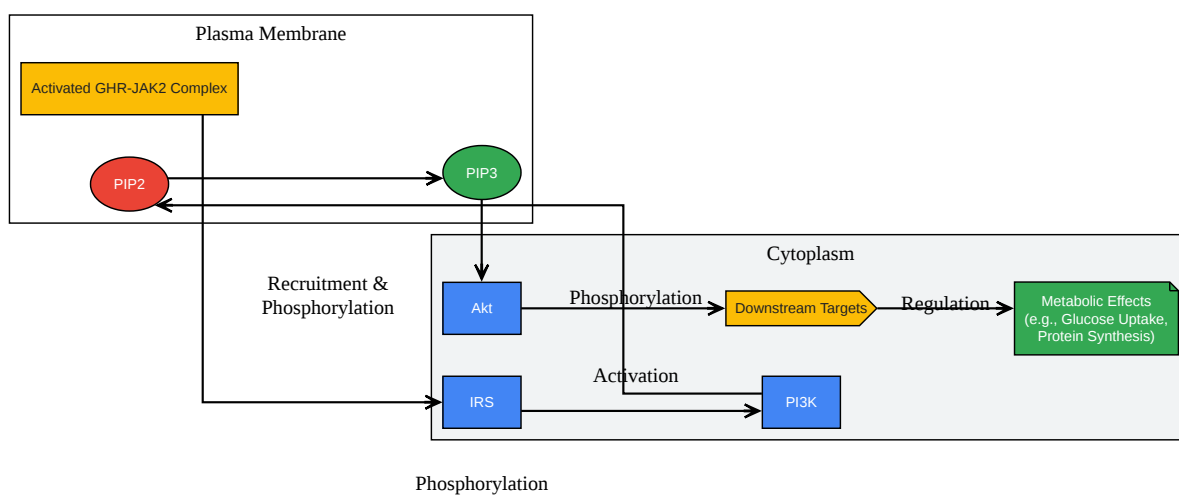 Plasma Membrane
Activated GHR-JAK2 Complex
PIP2
PIP3
Cytoplasm
Recruitment &
Phosphorylation
Akt
Phosphorylation
Downstream Targets
Regulation
Metabolic Effects
(e.g., Glucose Uptake,
Protein Synthesis)
IRS
Activation
PI3K
Phosphorylation